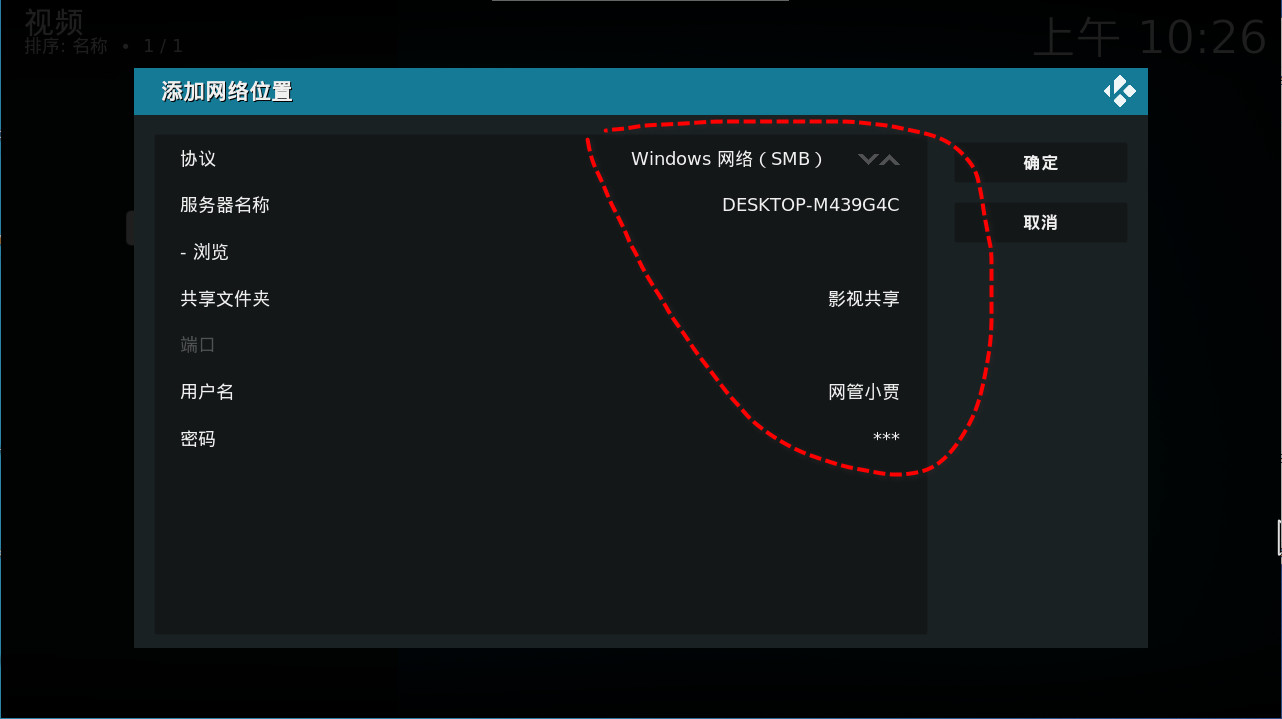 视频
排序: 名称 • 1 / 1
上午 10:26
添加网络位置
协议 Windows 网络（SMB）
确定
服务器名称 DESKTOP-M439G4C
取消
- 浏览
共享文件夹 影视共享
端口
用户名 网管小贾
密码 ***